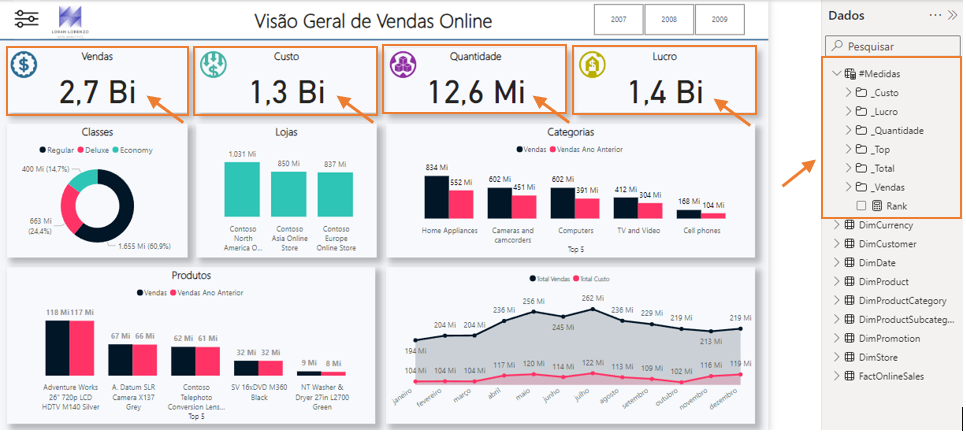 LORAN LORENZO
Visão Geral de Vendas Online
2007
2008
2009
Vendas
2,7 Bi
Custo
1,3 Bi
Quantidade
12,6 Mi
Lucro
1,4 Bi
Classes
Regular Deluxe Economy
400 Mi (14,7%)
663 Mi
(24,4%)
1.655 Mi (60,9%)
Lojas
1.031 Mi
850 Mi
837 Mi
Contoso
North
America O...
Contoso
Asia Online
Store
Contoso
Europe
Online Store
Categorias
Vendas Vendas Ano Anterior
834 Mi
552 Mi
602 Mi
451 Mi
602 Mi
391 Mi
412 Mi
304 Mi
168 Mi
104 Mi
Home Appliances
Cameras and
camcorders
Computers
TV and Video
Cell phones
Top 5
Produtos
Vendas Vendas Ano Anterior
118 Mi
117 Mi
67 Mi
66 Mi
62 Mi
61 Mi
32 Mi
32 Mi
9 Mi
8 Mi
Adventure Works
26" 720p LCD
HDTV M140 Silver
A. Datum SLR
Camera X137
Grey
Contoso
Telephoto
Conversion Lens...
SV 16xDVD M360
Black
NT Washer &
Dryer 27in L2700
Green
Top 5
Total Vendas Total Custo
194 Mi
204 Mi
204 Mi
236 Mi
256 Mi
245 Mi
262 Mi
236 Mi
229 Mi
219 Mi
213 Mi
219 Mi
104 Mi
104 Mi
104 Mi
117 Mi
120 Mi
114 Mi
122 Mi
113 Mi
109 Mi
102 Mi
116 Mi
119 Mi
janeiro
fevereiro
março
abril
maio
junho
julho
agosto
setembro
outubro
novembro
dezembro
Dados
Pesquisar
#Medidas
_Custo
_Lucro
_Quantidade
_Top
_Total
_Vendas
Rank
DimCurrency
DimCustomer
DimDate
DimProduct
DimProductCategory
DimProductSubcateg...
DimPromotion
DimStore
FactOnlineSales